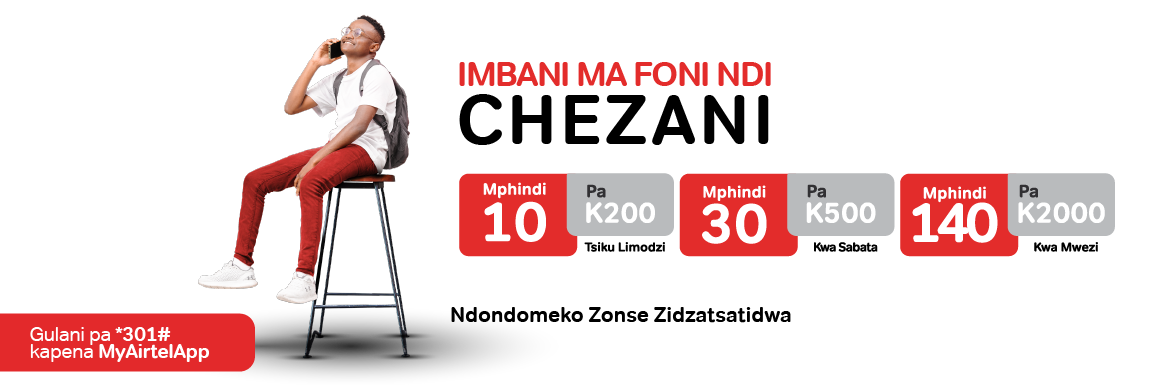 IMBANI MA FONI NDI
CHEZANI
Mphindi
10
Pa
K200
Tsiku Limodzi
Mphindi
30
Pa
K500
Kwa Sabata
Mphindi
140
Pa
K2000
Kwa Mwezi
Ndondomeko Zonse Zidzatsatidwa
Gulani pa *301#
kapena MyAirtelApp